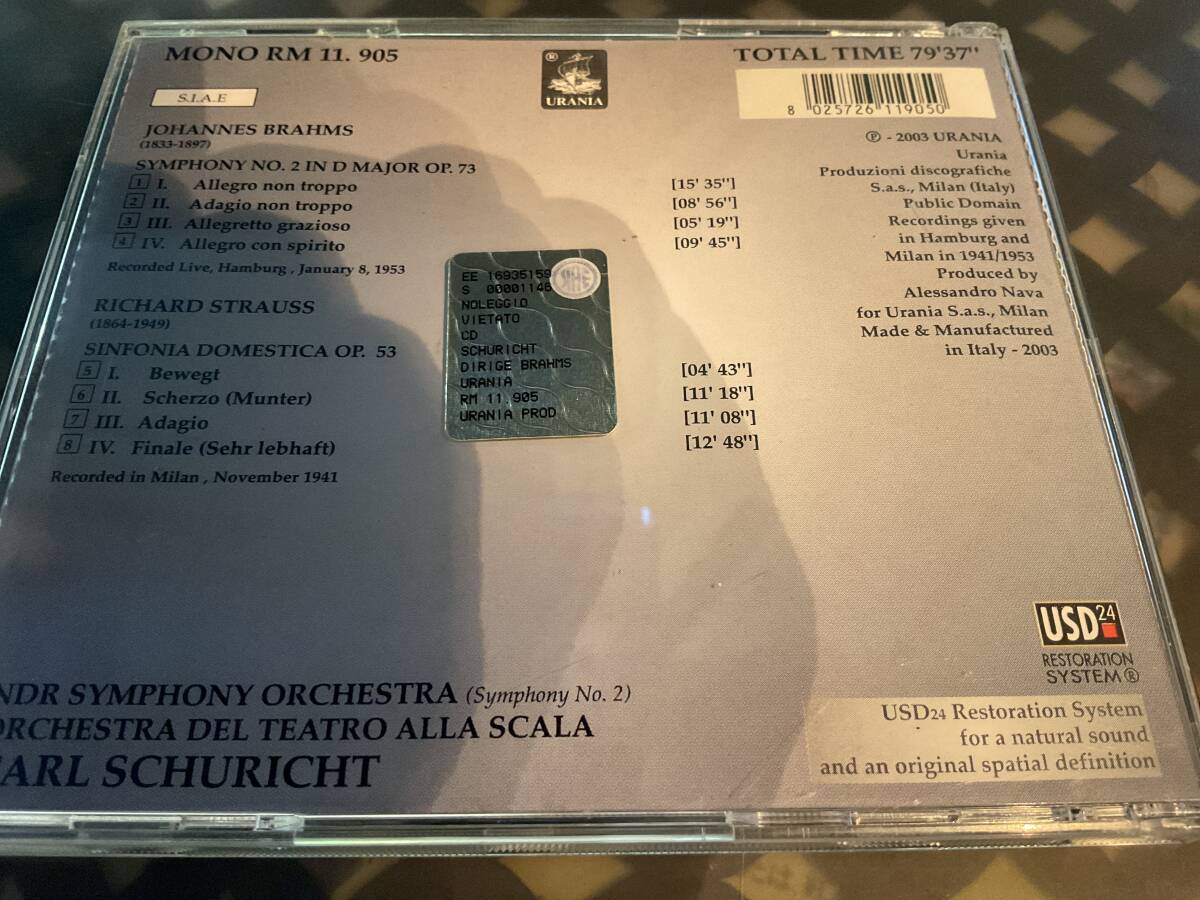 MONO RM 11. 905
®
URANIA
TOTAL TIME 79'37"
8 025726 119050
S.I.A.E
JOHANNES BRAHMS
(1833-1897)
SYMPHONY NO. 2 IN D MAJOR OP. 73
1 I. Allegro non troppo [15' 35"]
2 II. Adagio non troppo [08' 56"]
3 III. Allegretto grazioso [05' 19"]
4 IV. Allegro con spirito [09' 45"]
Recorded Live, Hamburg , January 8, 1953
RICHARD STRAUSS
(1864-1949)
SINFONIA DOMESTICA OP. 53
5 I. Bewegt [04' 43"]
6 II. Scherzo (Munter) [11' 18"]
7 III. Adagio [11' 08"]
8 IV. Finale (Sehr lebhaft) [12' 48"]
Recorded in Milan , November 1941
EE 16935159
S 00001146
NOLEGGIO
VIETATO
CD
SCHURICHT
DIRIGE BRAHMS
URANIA
RM 11.905
URANIA PROD
℗ - 2003 URANIA
Urania
Produzioni discografiche
S.a.s., Milan (Italy)
Public Domain
Recordings given
in Hamburg and
Milan in 1941/1953
Produced by
Alessandro Nava
for Urania S.a.s., Milan
Made & Manufactured
in Italy - 2003
NDR SYMPHONY ORCHESTRA (Symphony No. 2)
ORCHESTRA DEL TEATRO ALLA SCALA
CARL SCHURICHT
USD 24
RESTORATION
SYSTEM®
USD24 Restoration System
for a natural sound
and an original spatial definition